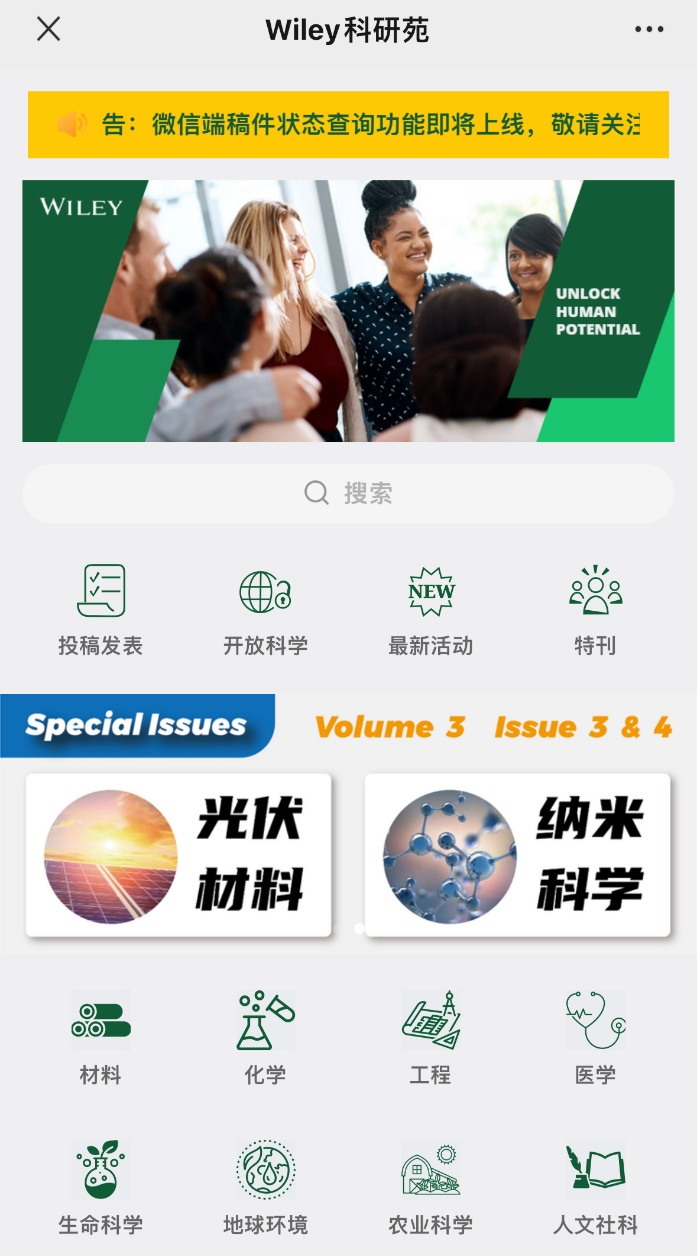 Wiley科研苑
告：微信端稿件状态查询功能即将上线，敬请关注
WILEY
UNLOCK
HUMAN
POTENTIAL
搜索
NEW
投稿发表 开放科学 最新活动 特刊
Special Issues Volume 3 Issue 3 & 4
光伏 纳米
材料 科学
材料 化学 工程 医学
生命科学 地球环境 农业科学 人文社科